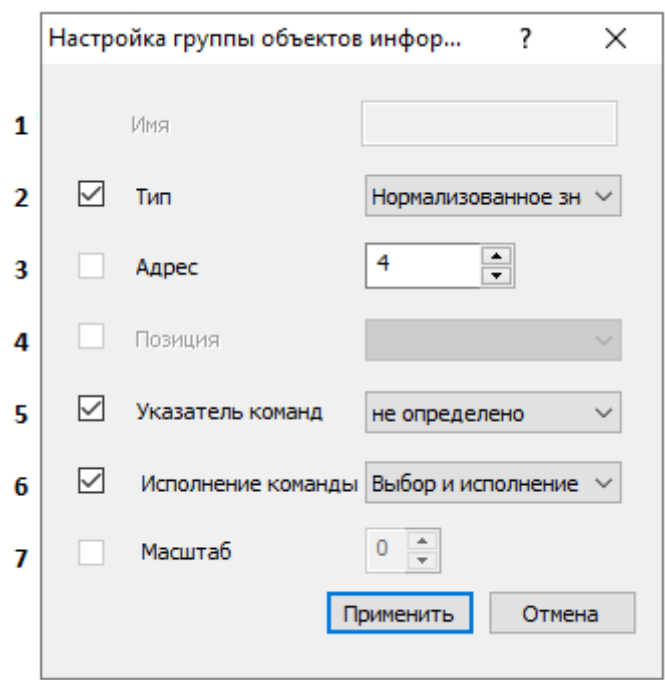 Настройка группы объектов инфор... ?
1 Имя
2 Тип Нормализованное зн
3 Адрес 4
4 Позиция
5 Указатель команд не определено
6 Исполнение команды Выбор и исполнение
7 Масштаб 0
Применить Отмена